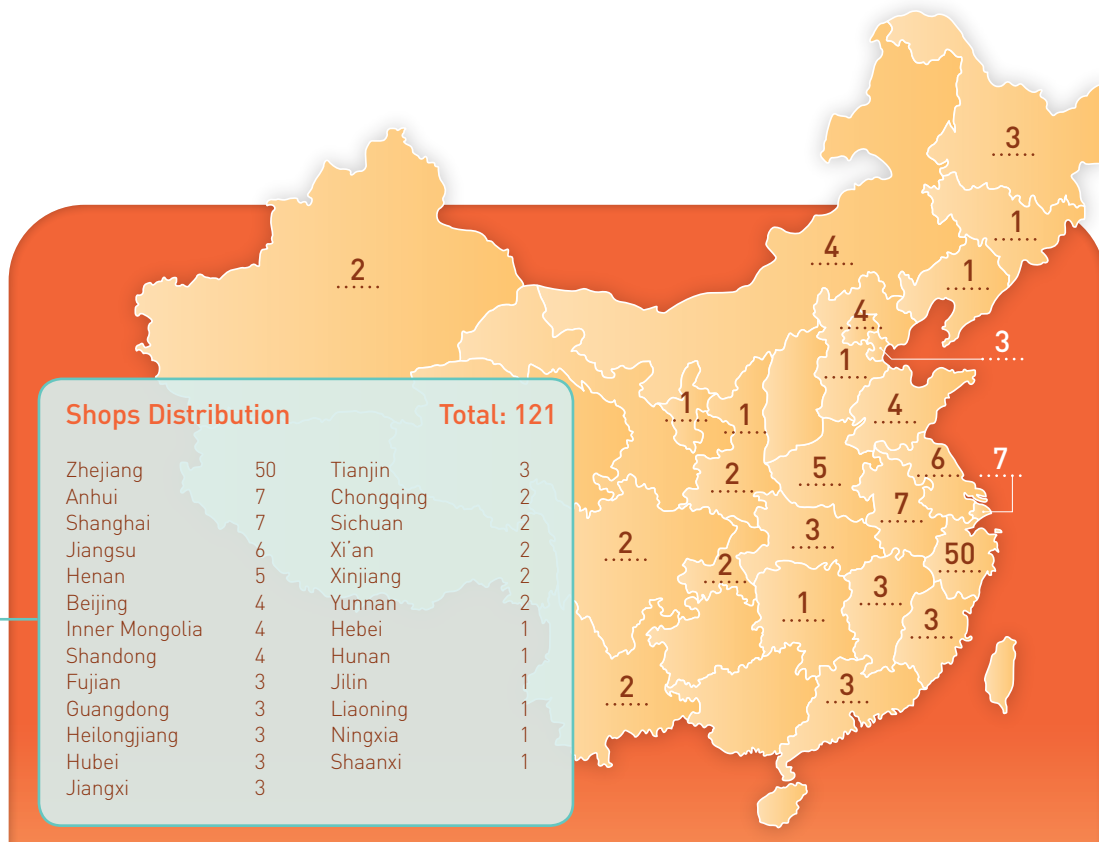 3
1
2
4
1
4
3
1
4
1
1
6
7
2
5
7
3
2
50
2
3
1
3
2
3
Shops Distribution Total: 121
Zhejiang 50 Tianjin 3
Anhui 7 Chongqing 2
Shanghai 7 Sichuan 2
Jiangsu 6 Xi'an 2
Henan 5 Xinjiang 2
Beijing 4 Yunnan 2
Inner Mongolia 4 Hebei 1
Shandong 4 Hunan 1
Fujian 3 Jilin 1
Guangdong 3 Liaoning 1
Heilongjiang 3 Ningxia 1
Hubei 3 Shaanxi 1
Jiangxi 3